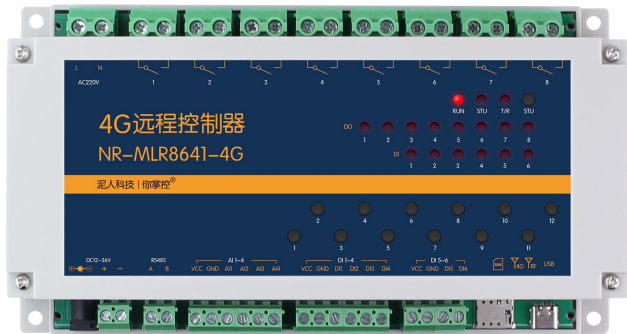 L N
AC220V
1 2 3 4 5 6 7 8
RUN STU T/R STU
4G远程控制器
DO
1 2 3 4 5 6 7 8
NR-MLR8641-4G
DI
1 2 3 4 5 6
泥人科技 | 你掌控®
2 4 6 8 10 12
1 3 5 7 9 11
DC12-36V RS485 AI 1-4 DI 1-4 DI 5-6
+ - A B VCC GND AI1 AI2 AI3 AI4 VCC GND DI1 DI2 DI3 DI4 VCC GND DI5 DI6 4G RF USB